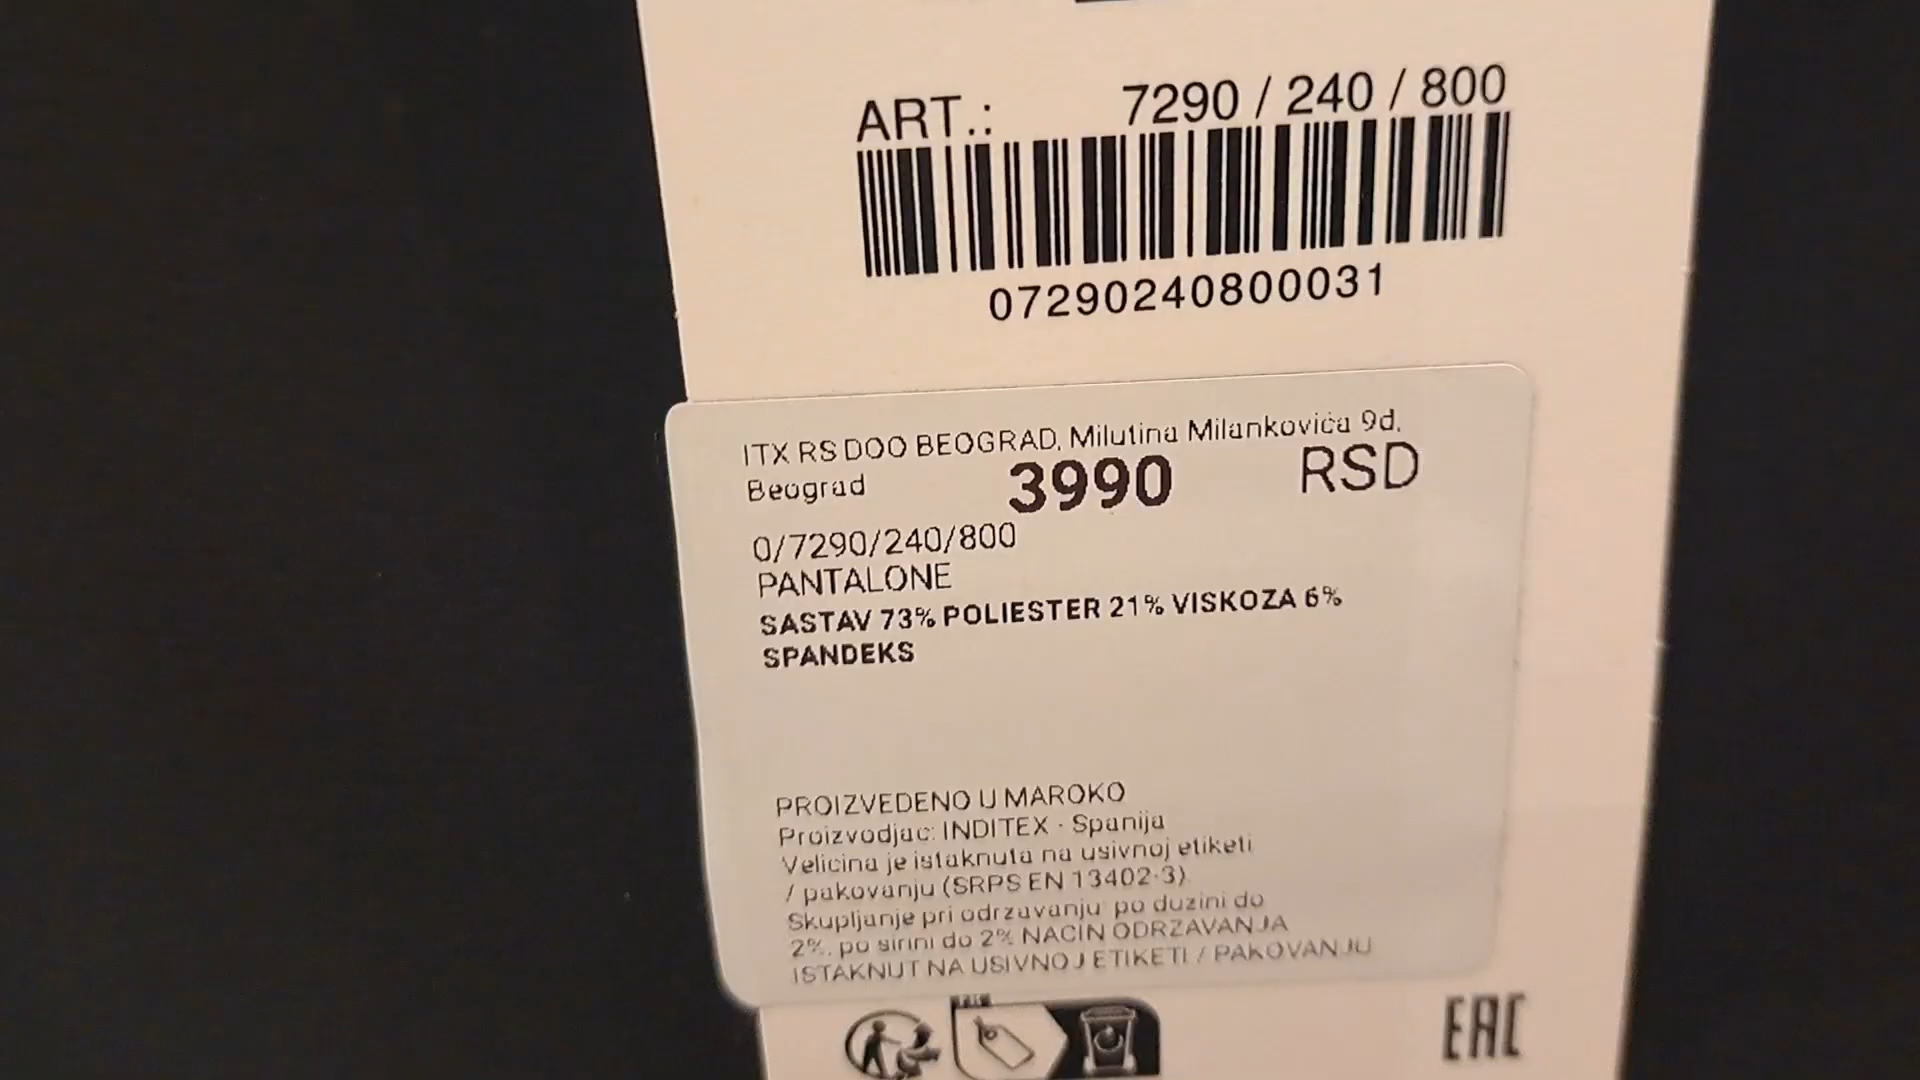 ART.: 7290 / 240 / 800
07290240800031
ITX RS DOO BEOGRAD, Milutina Milankovića 9d,
Beograd 3990 RSD
0/7290/240/800
PANTALONE
SASTAV 73% POLIESTER 21% VISKOZA 6%
SPANDEKS
PROIZVEDENO U MAROKO
Proizvodjac: INDITEX - Spanija
Velicina je istaknuta na usivnoj etiketi
/ pakovanju (SRPS EN 13402-3)
Skupljanje pri odrzavanju po duzini do
2%, po sirini do 2% NACIN ODRZAVANJA
ISTAKNUT NA USIVNOJ ETIKETI / PAKOVANJU
EAC